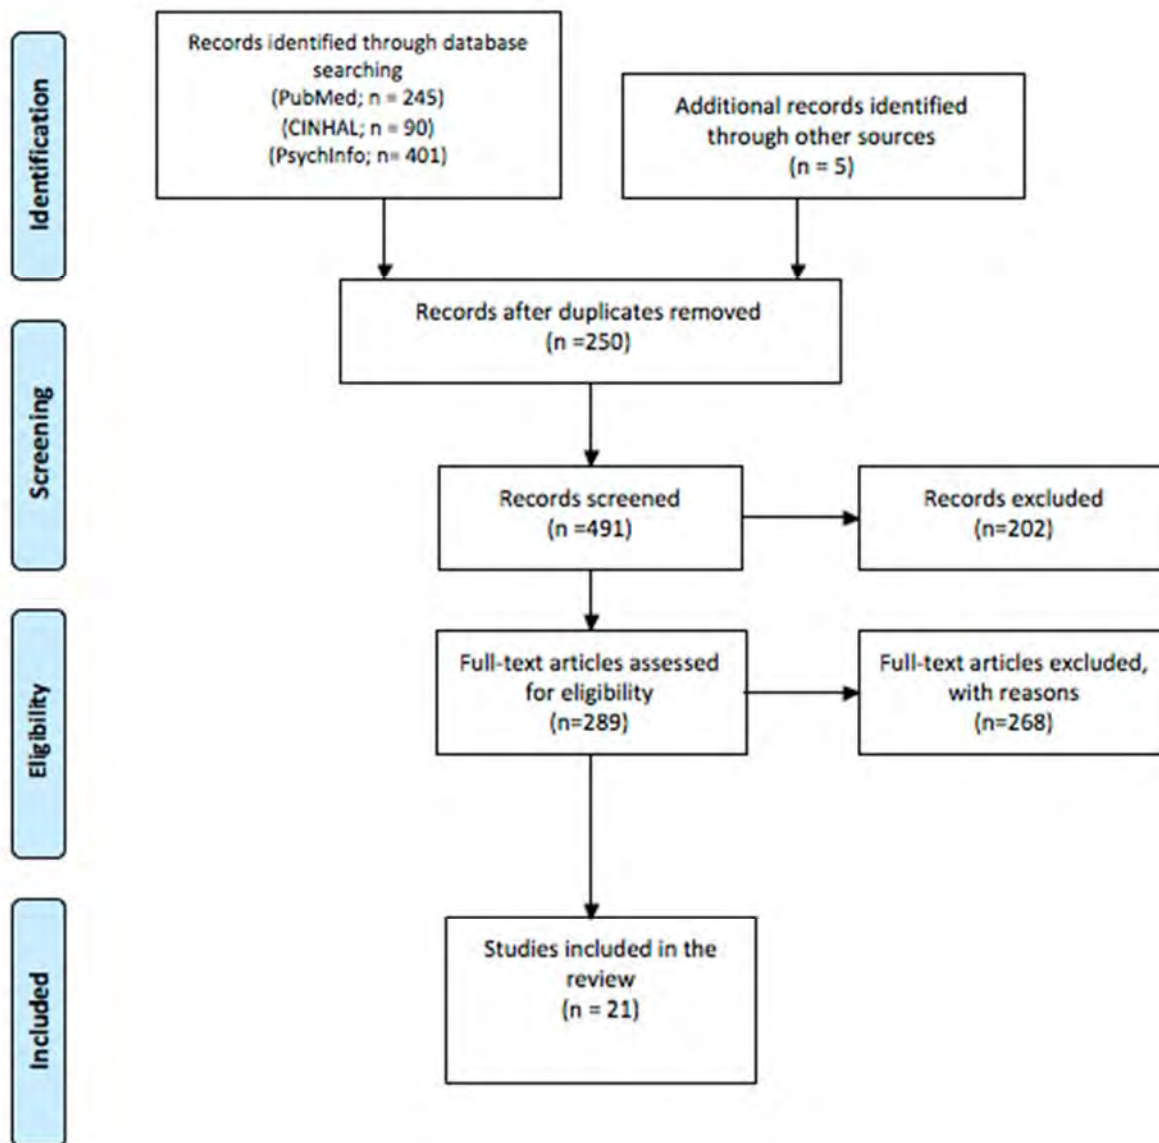 Identification
Records identified through database
searching
(PubMed; n = 245)
(CINHAL; n = 90)
(PsychInfo; n= 401)
Additional records identified
through other sources
(n = 5)
Records after duplicates removed
(n =250)
Screening
Records screened
(n =491)
Records excluded
(n=202)
Eligibility
Full-text articles assessed
for eligibility
(n=289)
Full-text articles excluded,
with reasons
(n=268)
Included
Studies included in the
review
(n = 21)